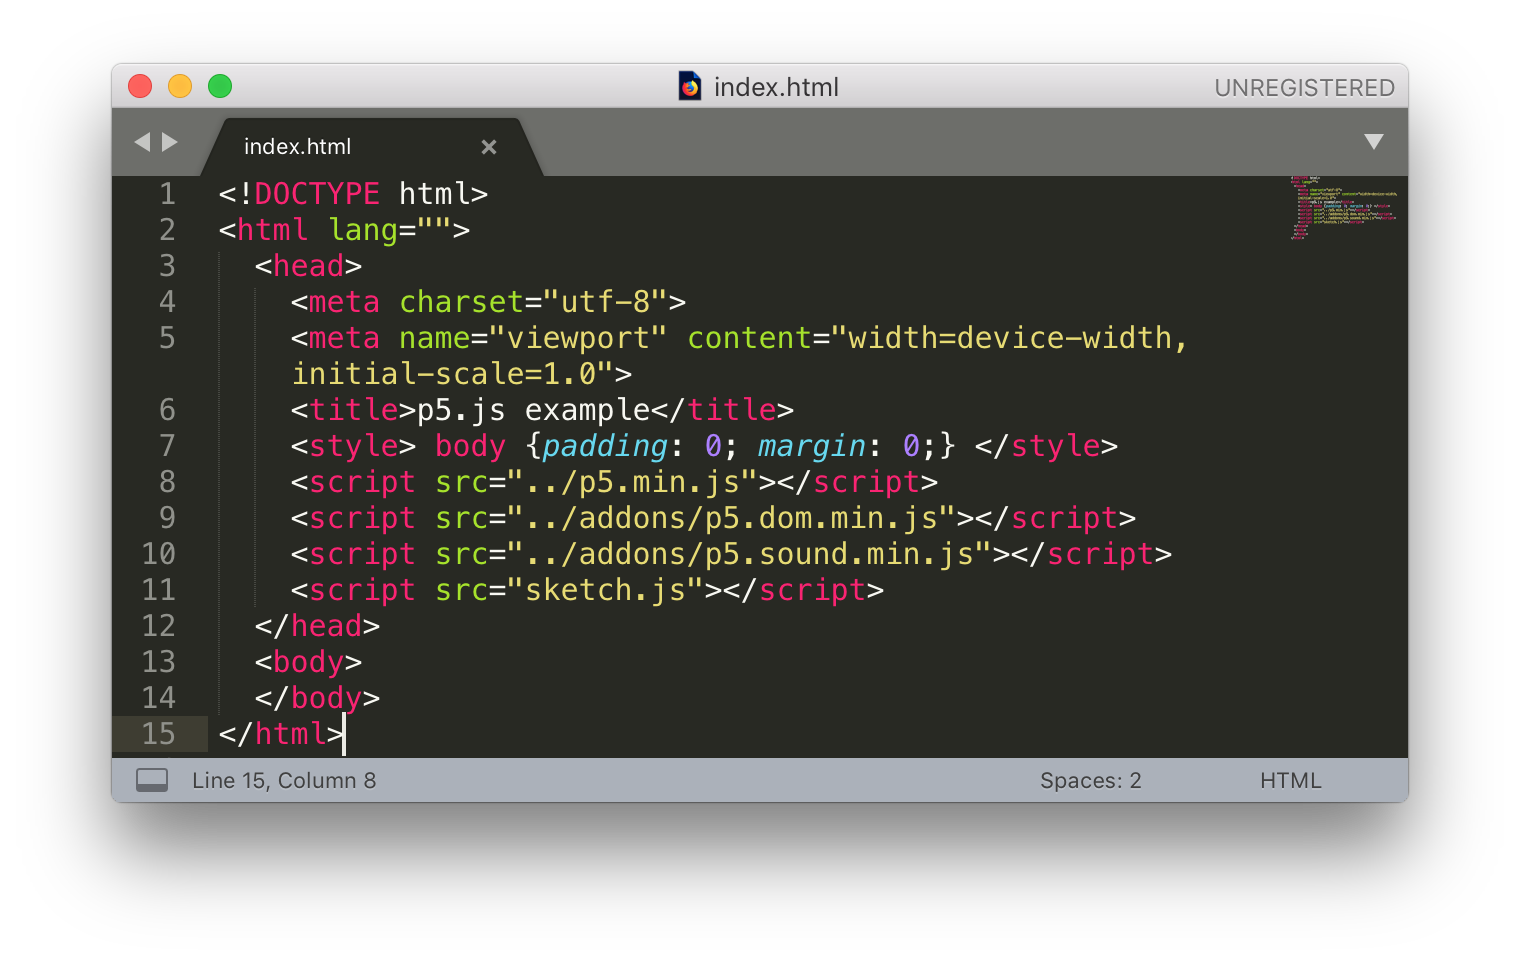 index.html
UNREGISTERED
index.html
1 <!DOCTYPE html>
2 <html lang="">
3   <head>
4     <meta charset="utf-8">
5     <meta name="viewport" content="width=device-width,
    initial-scale=1.0">
6     <title>p5.js example</title>
7     <style> body {padding: 0; margin: 0;} </style>
8     <script src="../p5.min.js"></script>
9     <script src="../addons/p5.dom.min.js"></script>
10     <script src="../addons/p5.sound.min.js"></script>
11     <script src="sketch.js"></script>
12   </head>
13   <body>
14   </body>
15 </html>
Line 15, Column 8
Spaces: 2
HTML